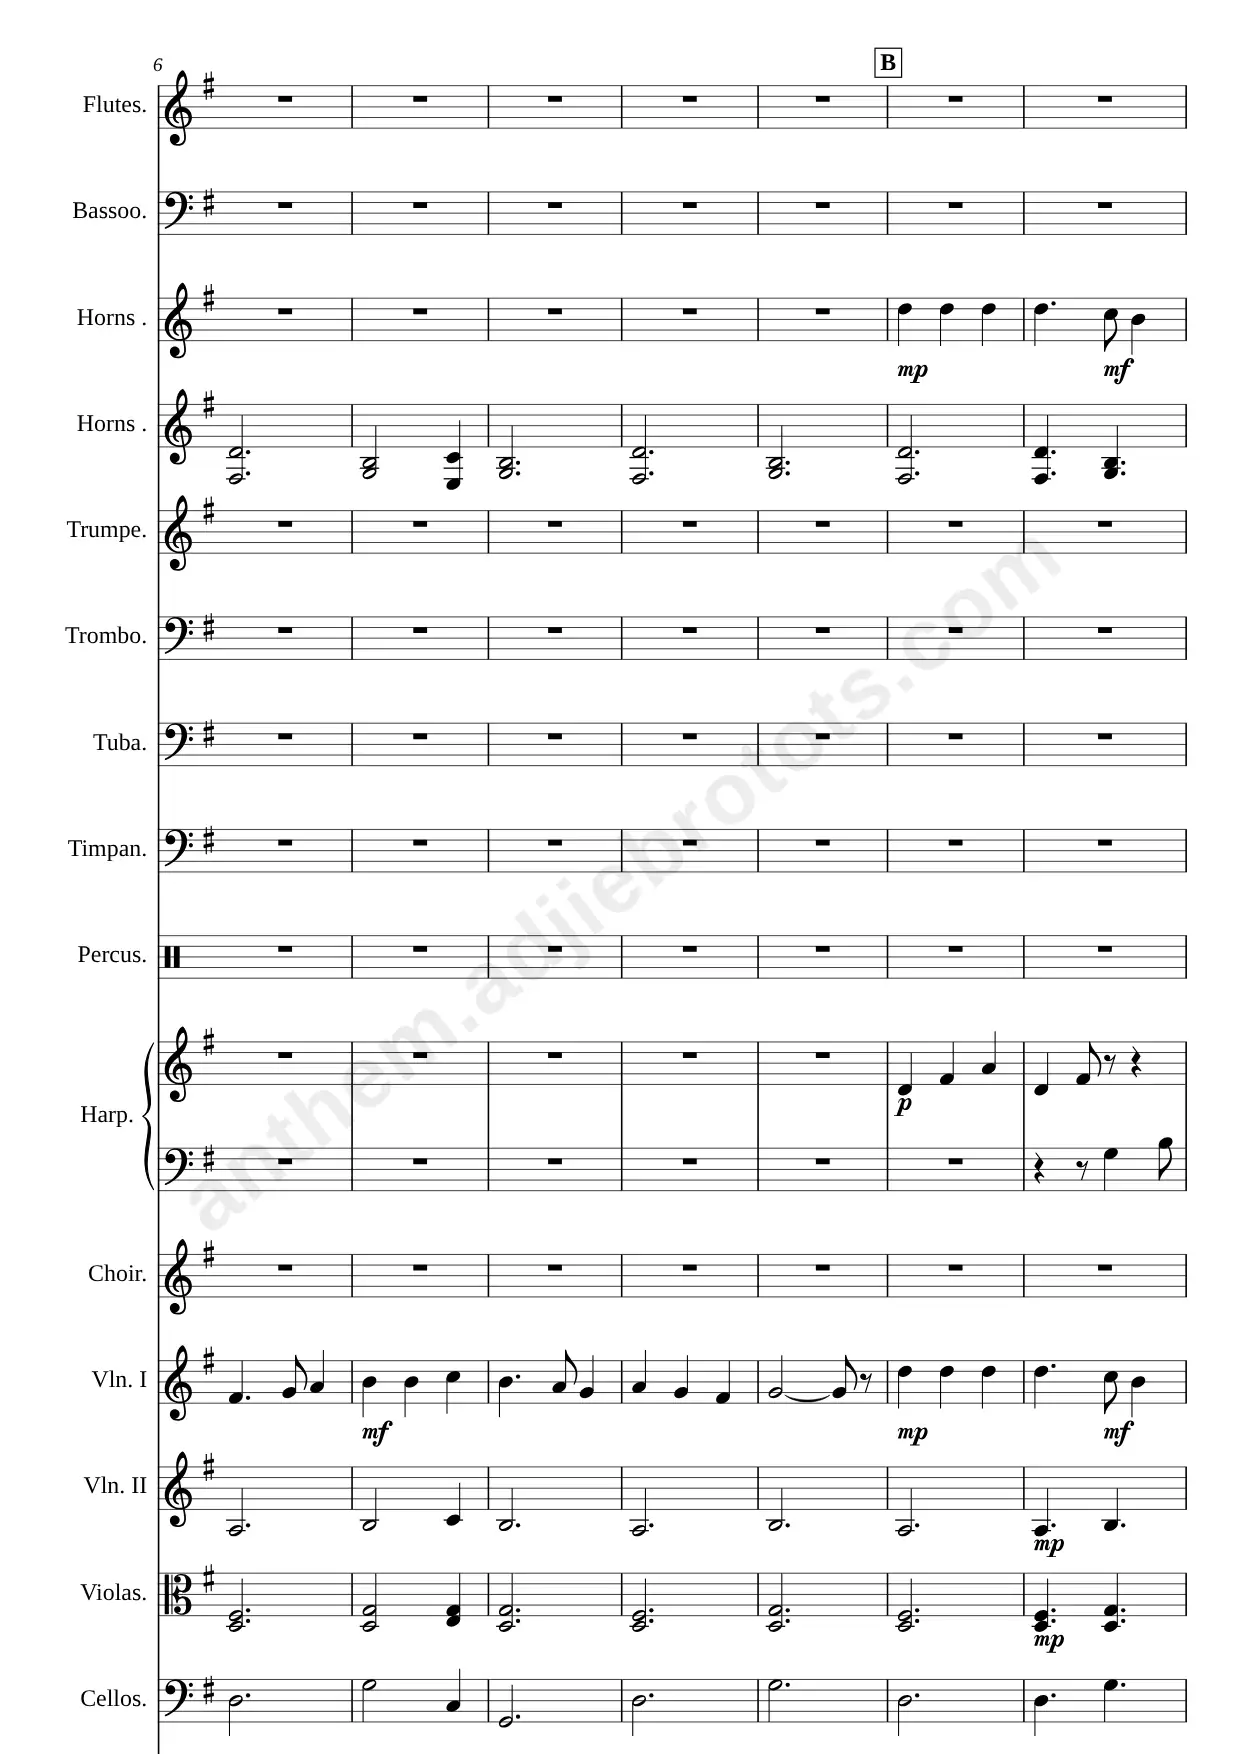 6
B
Flutes.
Bassoo.
Horns .
mp
mf
Horns .
Trumpe.
Trombo.
Tuba.
Timpan.
Percus.
Harp.
p
Choir.
Vln. I
mf
mp
mf
Vln. II
mp
Violas.
mp
Cellos.
anthem.adjiebrotots.com